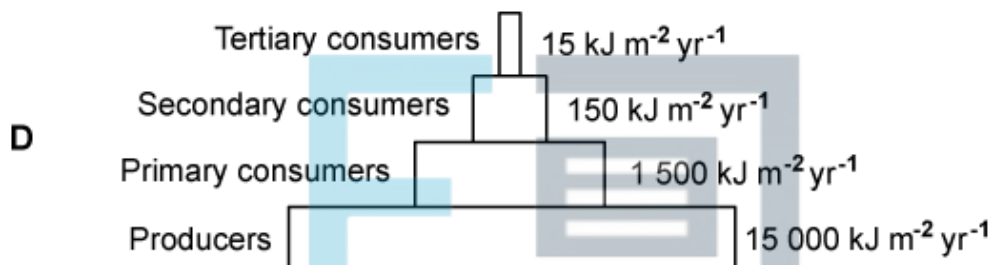 Tertiary consumers 15 kJ m⁻² yr⁻¹
Secondary consumers 150 kJ m⁻² yr⁻¹
D
Primary consumers 1 500 kJ m⁻² yr⁻¹
Producers 15 000 kJ m⁻² yr⁻¹